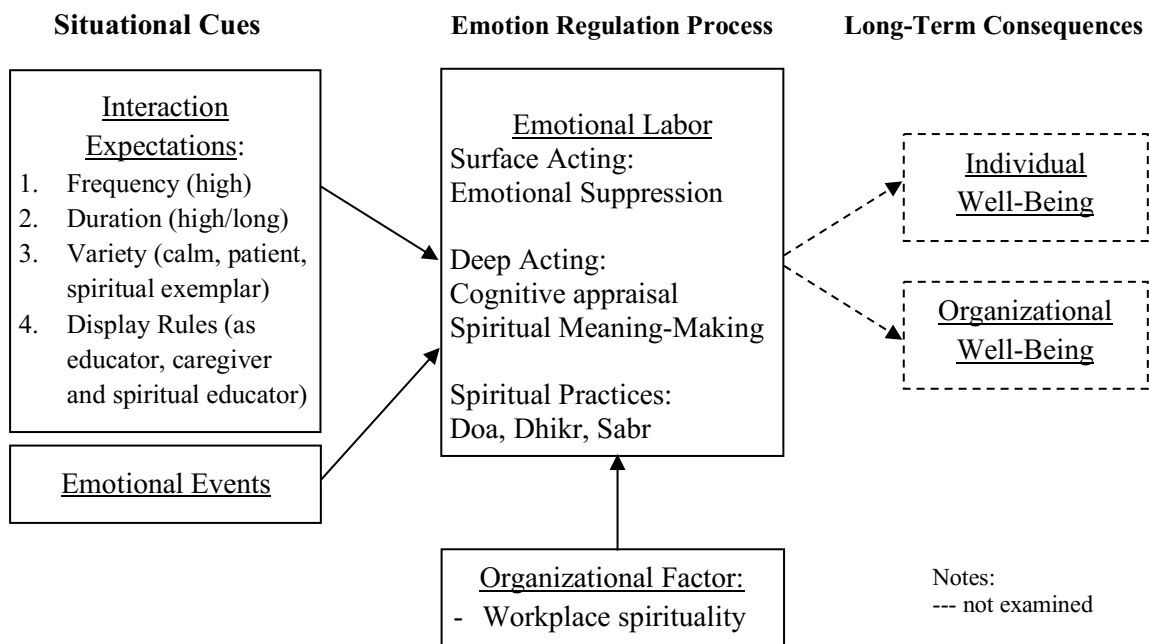 Situational Cues
Emotion Regulation Process
Long-Term Consequences
Interaction
Expectations:
1. Frequency (high)
2. Duration (high/long)
3. Variety (calm, patient,
spiritual exemplar)
4. Display Rules (as
educator, caregiver
and spiritual educator)
Emotional Events
Emotional Labor
Surface Acting:
Emotional Suppression
Deep Acting:
Cognitive appraisal
Spiritual Meaning-Making
Spiritual Practices:
Doa, Dhikr, Sabr
Organizational Factor:
- Workplace spirituality
Individual
Well-Being
Organizational
Well-Being
Notes:
--- not examined